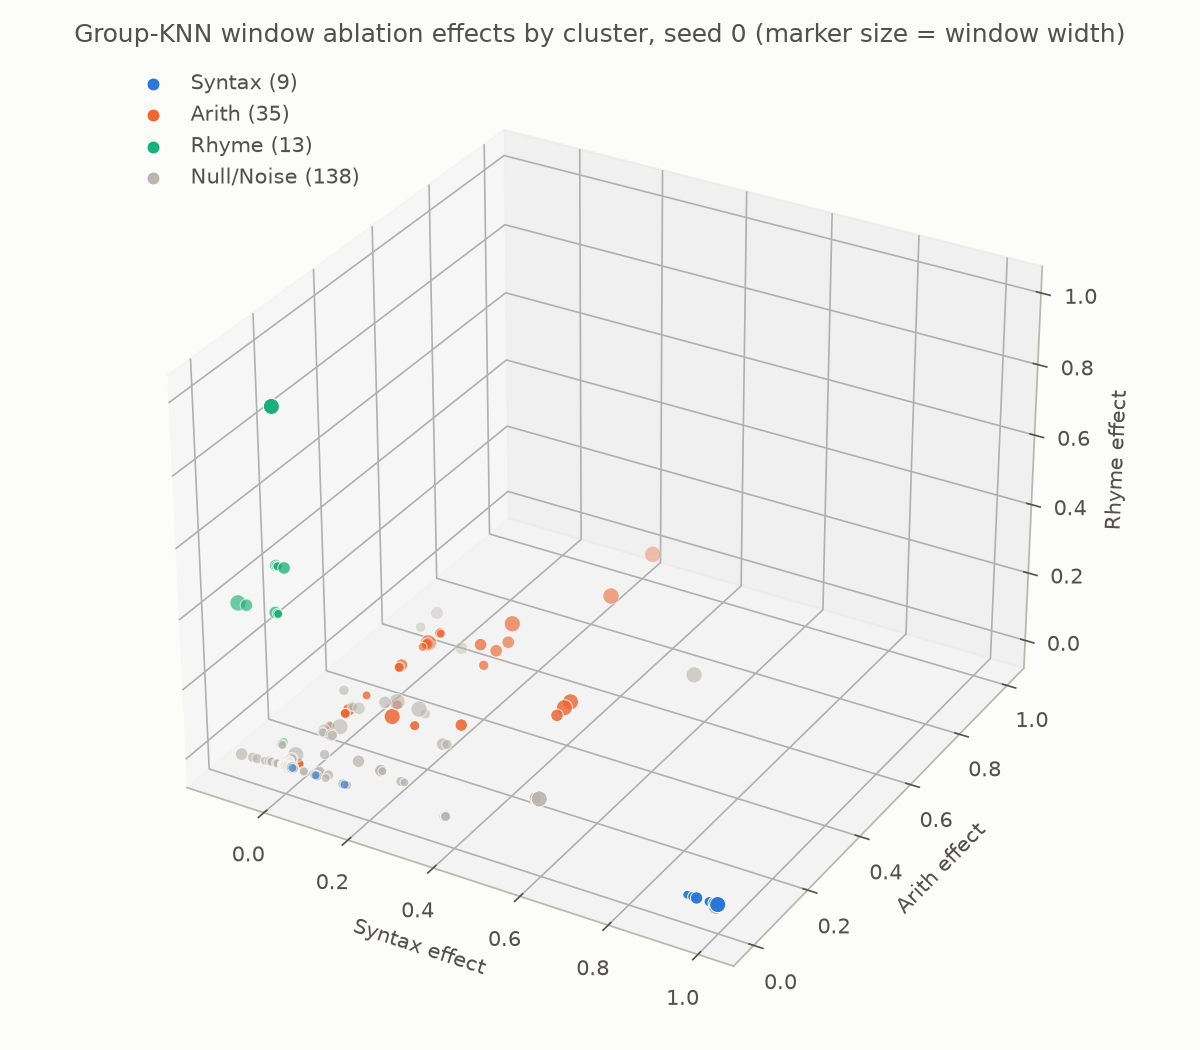 Group-KNN window ablation effects by cluster, seed 0 (marker size = window width)
Syntax (9)
Arith (35)
Rhyme (13)
Null/Noise (138)
1.0
0.8
0.6
0.4
0.2
0.0
Rhyme effect
1.0
0.8
0.6
0.4
0.2
0.0
Arith effect
0.0
0.2
0.4
0.6
0.8
1.0
Syntax effect